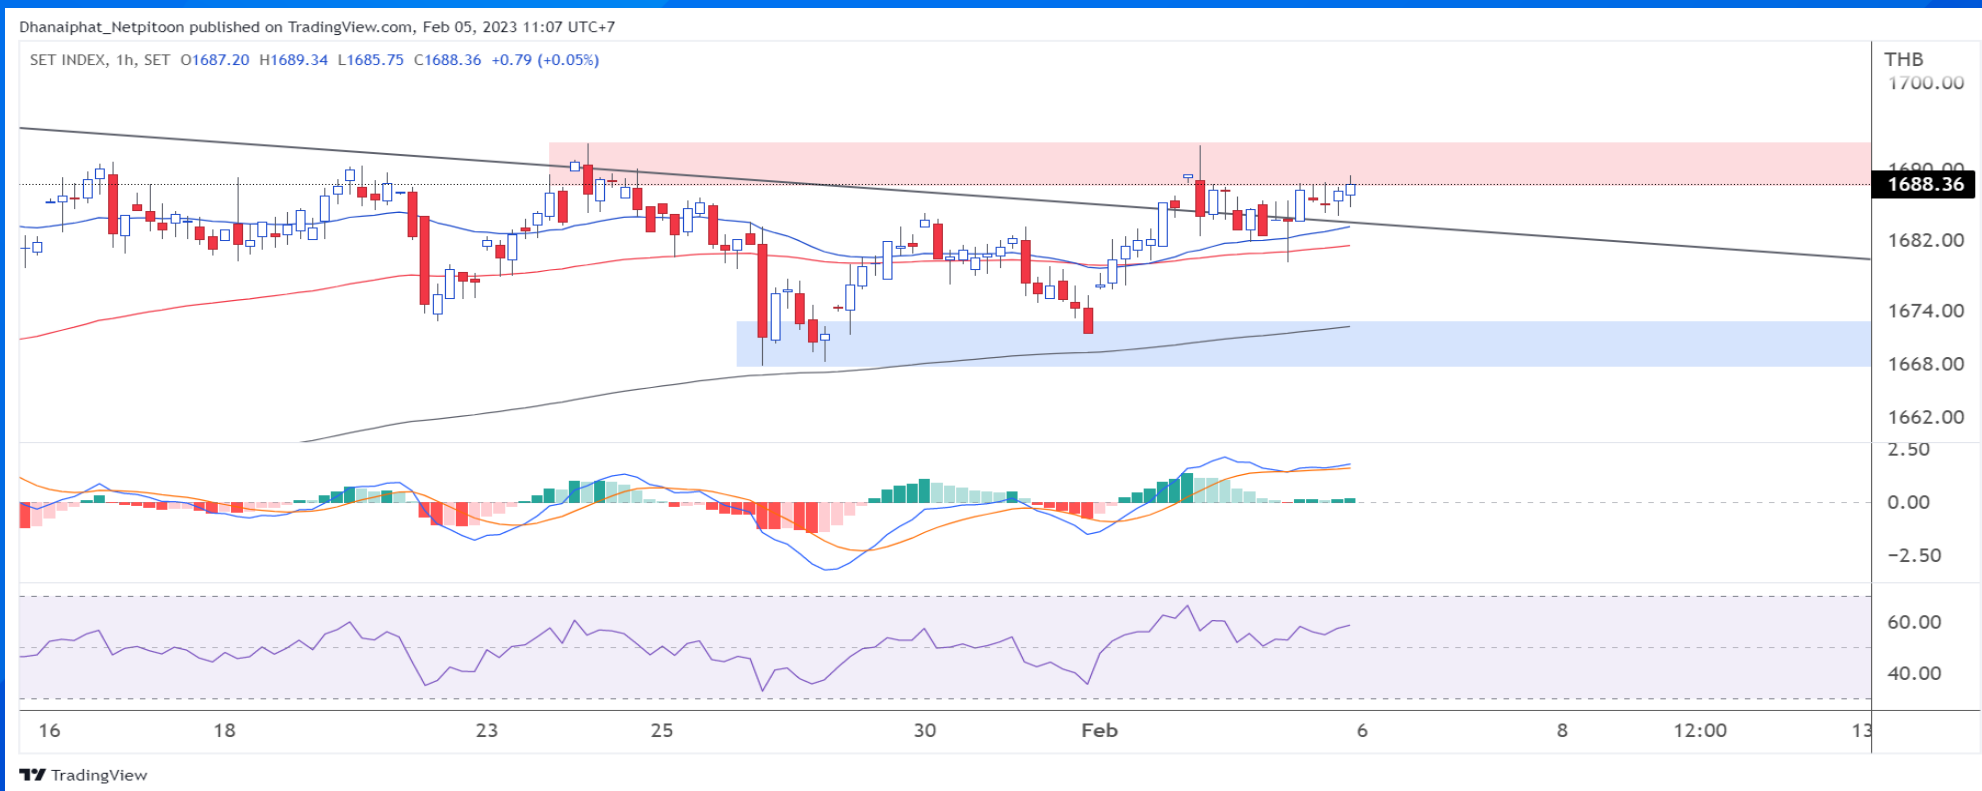 Dhanaiphat_Netpitoon published on TradingView.com, Feb 05, 2023 11:07 UTC+7
SET INDEX, 1h, SET O1687.20 H1689.34 L1685.75 C1688.36 +0.79 (+0.05%)
THB
1700.00
1690.00
1688.36
1682.00
1674.00
1668.00
1662.00
2.50
0.00
−2.50
60.00
40.00
16 18 23 25 30 Feb 6 8 12:00 13
TradingView